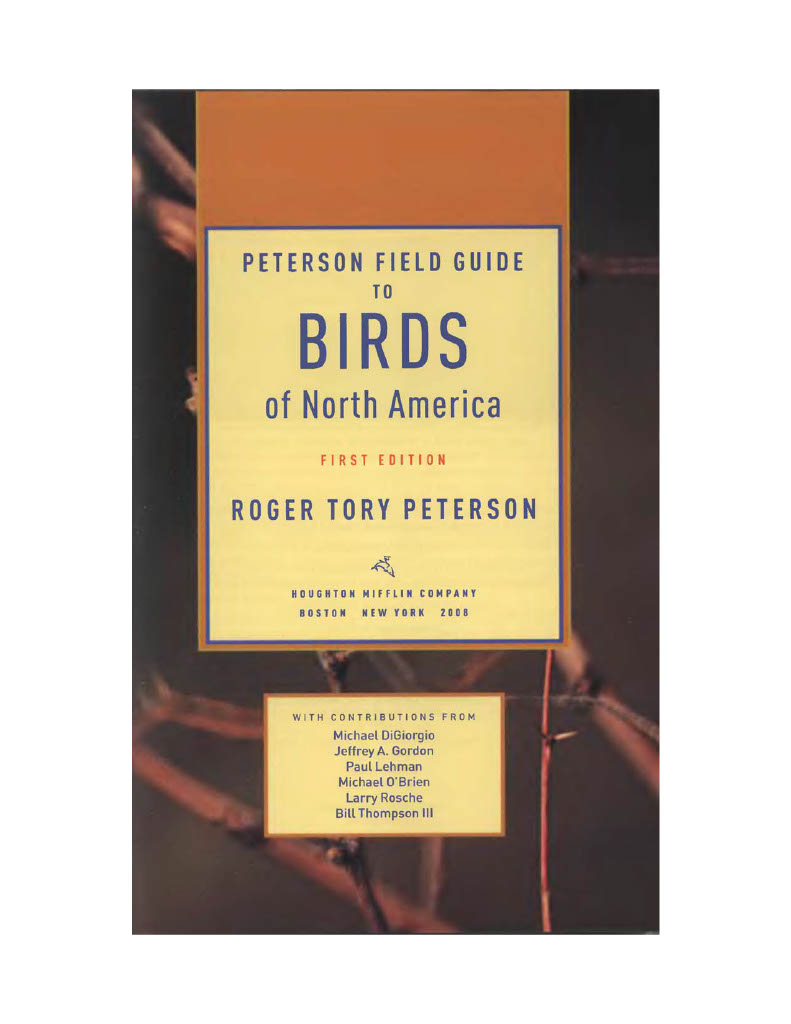 PETERSON FIELD GUIDE
TO
BIRDS
of North America
FIRST EDITION
ROGER TORY PETERSON
HOUGHTON MIFFLIN COMPANY
BOSTON NEW YORK 2008
WITH CONTRIBUTIONS FROM
Michael DiGiorgio
Jeffrey A. Gordon
Paul Lehman
Michael O'Brien
Larry Rosche
Bill Thompson III